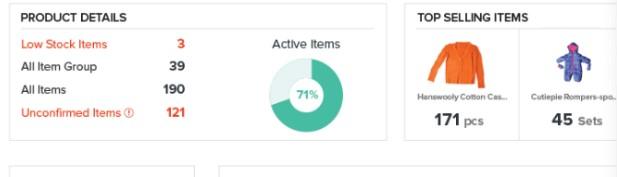 PRODUCT DETAILS
Low Stock Items 3
All Item Group 39
All Items 190
Unconfirmed Items 121
Active Items
71%
TOP SELLING ITEMS
Hanswooly Cotton Cas...
171 pcs
Cutiepie Rompers-spo..
45 Sets